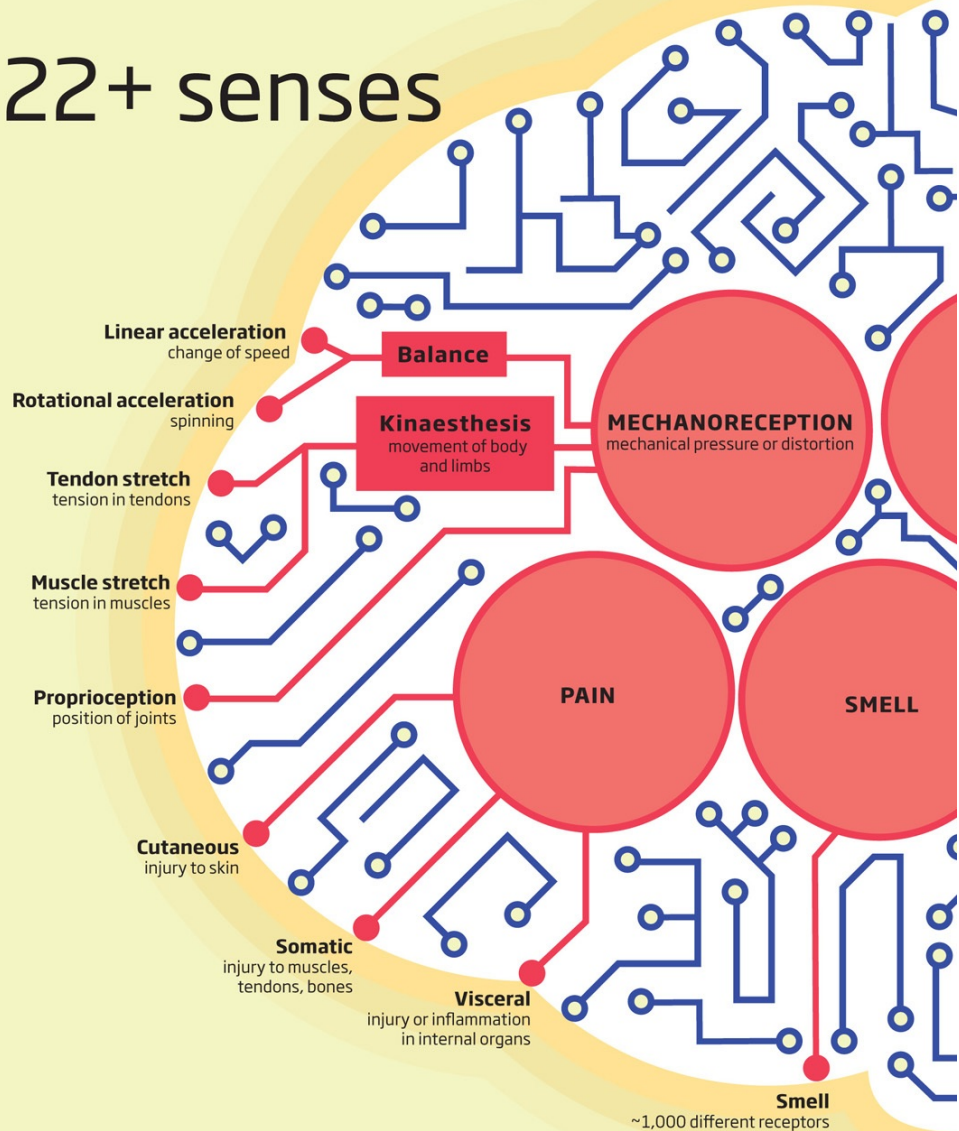 22+ senses
Linear acceleration
change of speed
Balance
Rotational acceleration
spinning
Kinaesthesis
movement of body
and limbs
MECHANORECEPTION
mechanical pressure or distortion
Tendon stretch
tension in tendons
Muscle stretch
tension in muscles
Proprioception
position of joints
PAIN
SMELL
Cutaneous
injury to skin
Somatic
injury to muscles,
tendons, bones
Visceral
injury or inflammation
in internal organs
Smell
~1,000 different receptors